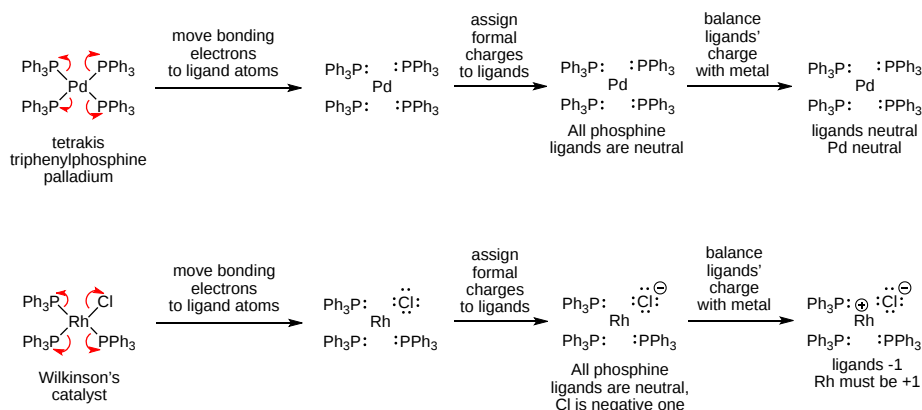 move bonding
electrons
to ligand atoms
assign
formal
charges
to ligands
balance
ligands'
charge
with metal
Ph3P PPh3
Pd
Ph3P PPh3
Ph3P: :PPh3
Pd
Ph3P: :PPh3
Ph3P: :PPh3
Pd
Ph3P: :PPh3
Ph3P: :PPh3
Pd
Ph3P: :PPh3
tetrakis
triphenylphosphine
palladium
All phosphine
ligands are neutral
ligands neutral
Pd neutral
move bonding
electrons
to ligand atoms
assign
formal
charges
to ligands
balance
ligands'
charge
with metal
Ph3P Cl
Rh
Ph3P PPh3
Ph3P: :Cl:
Rh
Ph3P: :PPh3
Ph3P: :Cl: ⊖
Rh
Ph3P: :PPh3
Ph3P: ⊕ :Cl: ⊖
Rh
Ph3P: :PPh3
Wilkinson's
catalyst
All phosphine
ligands are neutral,
Cl is negative one
ligands -1
Rh must be +1